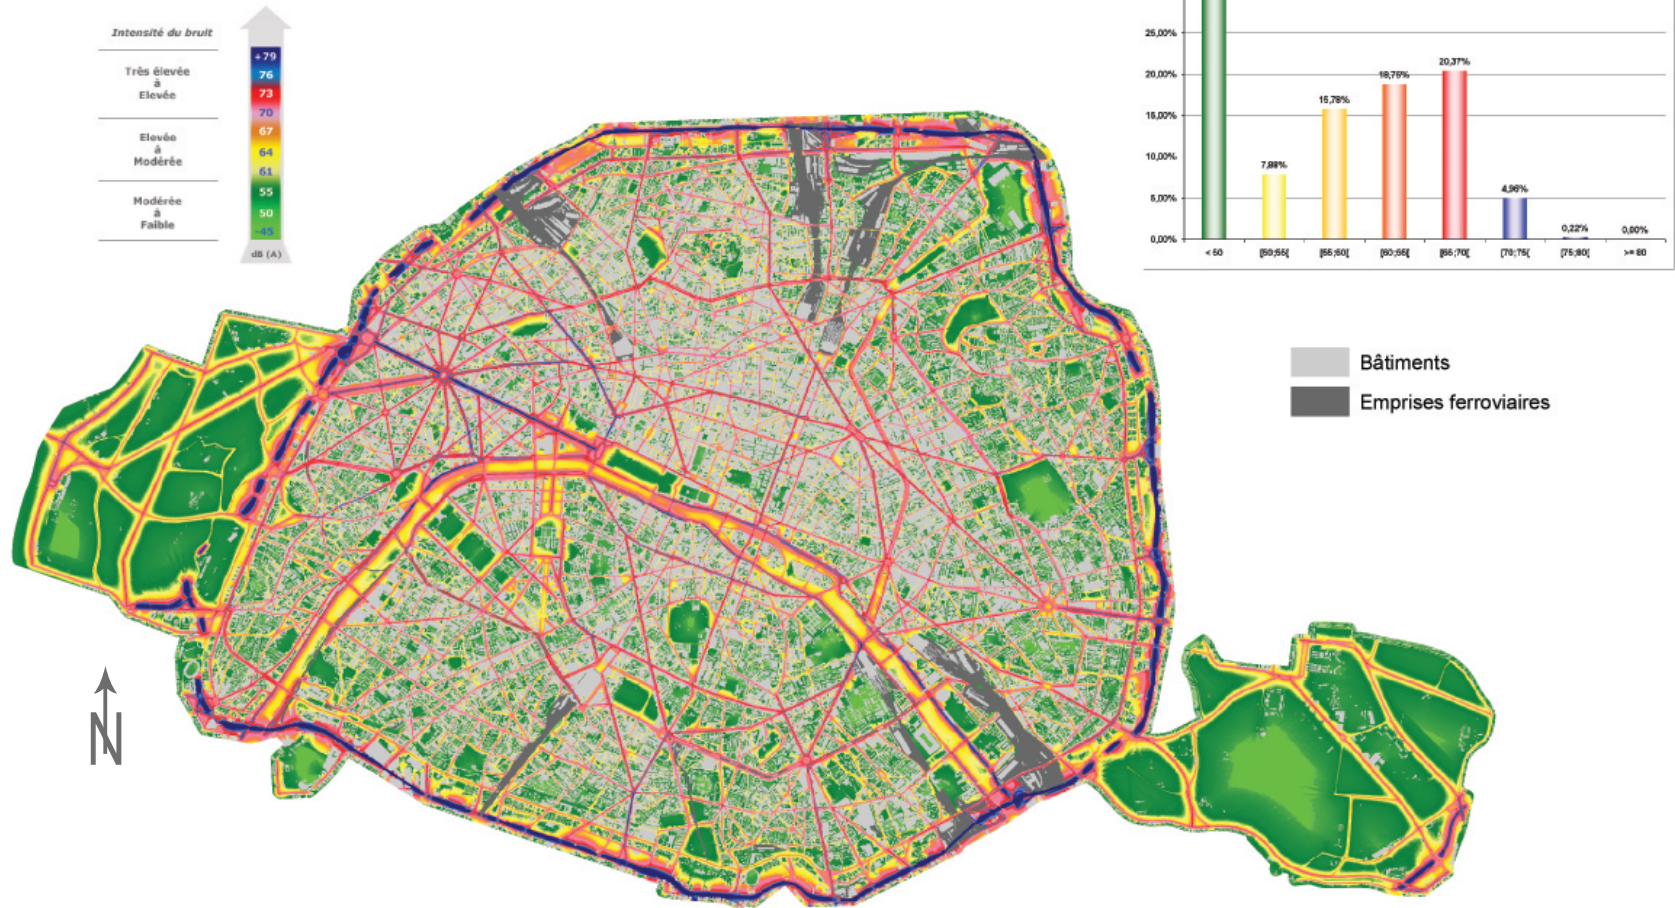 Intensité du bruit
Très élevée
à
Elevée
Elevée
à
Modérée
Modérée
à
Faible
+79
76
73
70
67
64
61
55
50
-45
dB (A)
25,00%
20,00%
15,00%
10,00%
5,00%
0,00%
7,88%
15,78%
18,75%
20,37%
4,96%
0,22%
0,00%
< 50
[50;55[
[55;60[
[60;65[
[65;70[
[70;75[
[75;80[
>= 80
Bâtiments
Emprises ferroviaires
N